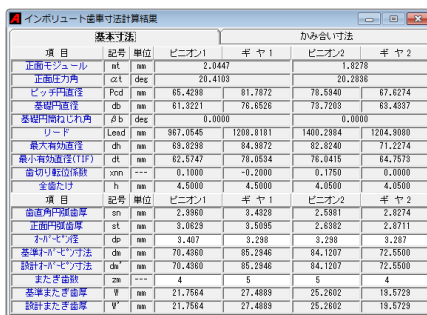 インボリュート歯車寸法計算結果
基本寸法 かみ合い寸法
項 目 記号 単位 ピニオン1 ギ ヤ 1 ピニオン2 ギ ヤ 2
正面モジュール mt mm 2.0447 1.8278
正面圧力角 αt deg 20.4103 20.2836
ピッチ円直径 Pcd mm 65.4298 81.7872 78.5940 67.6274
基礎円直径 db mm 61.3221 76.6526 73.7203 63.4337
基礎円筒ねじれ角 βb deg 0.0000 0.0000
リード Lead mm 967.0545 1208.8181 1400.2984 1204.9080
最大有効直径 dh mm 69.8298 84.9872 82.8240 71.2274
最小有効直径(TIF) dt mm 62.5747 78.0534 76.0415 64.7573
歯切り転位係数 xnn --- 0.1000 -0.2000 0.1750 0.0000
全歯たけ h mm 4.5000 4.5000 4.0500 4.0500
項 目 記号 単位 ピニオン1 ギ ヤ 1 ピニオン2 ギ ヤ 2
歯直角円弧歯厚 sn mm 2.9960 3.4328 2.5981 2.8274
正面円弧歯厚 st mm 3.0629 3.5095 2.6382 2.8711
オーバーピン径 dp mm 3.407 3.298 3.298 3.287
基準オーバーピン寸法 dm mm 70.4360 85.2946 84.1207 72.5500
設計オーバーピン寸法 dm' mm 70.4360 85.2946 84.1207 72.5500
またぎ歯数 zm --- 4 5 5 4
基準またぎ歯厚 W mm 21.7564 27.4889 25.2602 19.5729
設計またぎ歯厚 W' mm 21.7564 27.4889 25.2602 19.5729